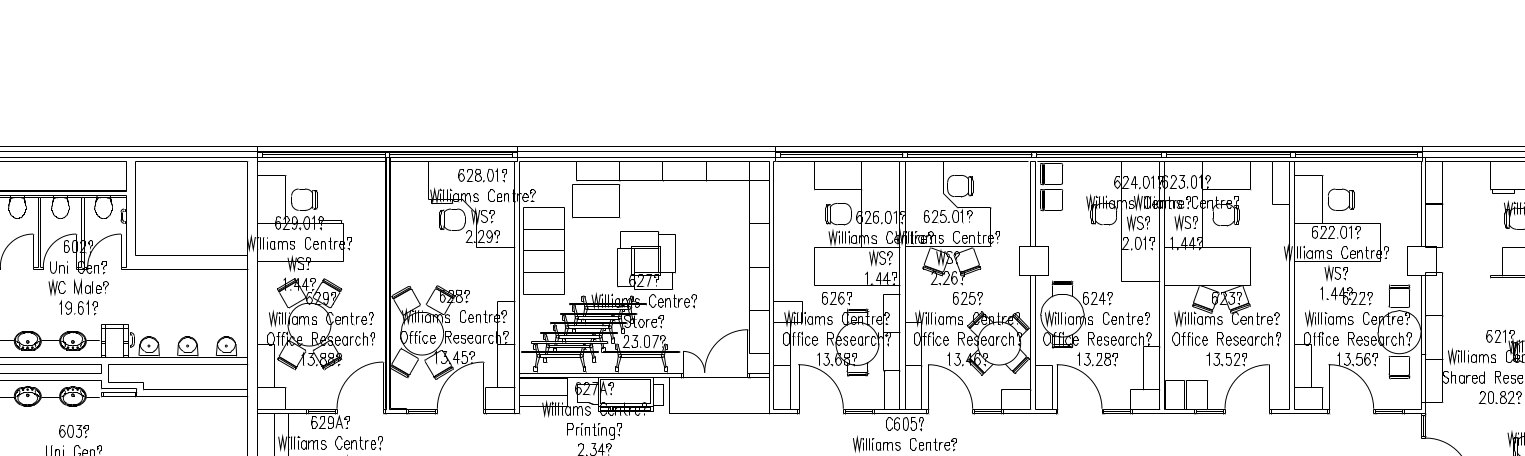 602?
Uni Gen?
WC Male?
19.61?
603?
Uni Gen?
629.01?
Williams Centre?
WS?
1.44?
629?
Williams Centre?
Office Research?
13.88?
629A?
Williams Centre?
628.01?
Williams Centre?
WS?
2.29?
628?
Williams Centre?
Office Research?
13.45?
627?
Williams Centre?
Store?
23.07?
627A?
Williams Centre?
Printing?
2.34?
626.01?
Williams Centre?
WS?
1.44?
626?
Williams Centre?
Office Research?
13.68?
625.01?
Williams Centre?
WS?
2.26?
625?
Williams Centre?
Office Research?
13.46?
C605?
Williams Centre?
624.01?
Williams Centre?
WS?
2.01?
624?
Williams Centre?
Office Research?
13.28?
623.01?
Williams Centre?
WS?
1.44?
623?
Williams Centre?
Office Research?
13.52?
622.01?
Williams Centre?
WS?
1.44?
622?
Williams Centre?
Office Research?
13.56?
621?
Williams
Shared Rese
20.82?